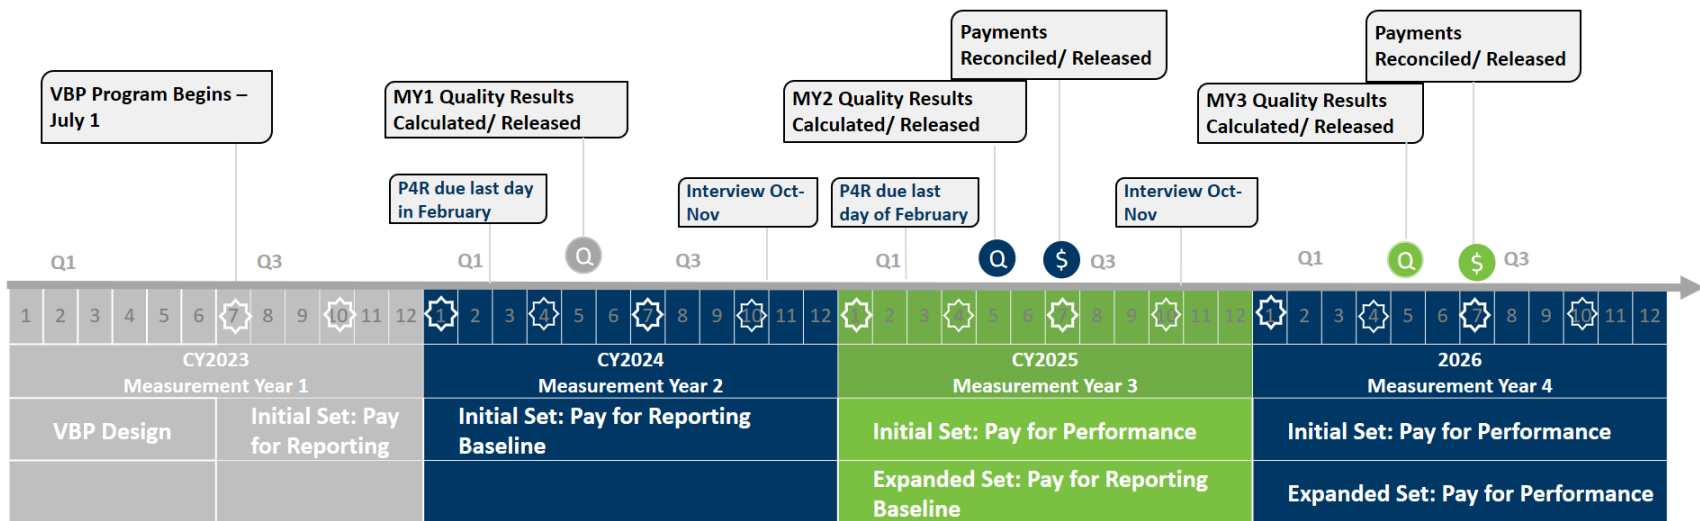 Payments
Reconciled/ Released
Payments
Reconciled/ Released
VBP Program Begins –
July 1
MY1 Quality Results
Calculated/ Released
MY2 Quality Results
Calculated/ Released
MY3 Quality Results
Calculated/ Released
P4R due last day
in February
Interview Oct-
Nov
P4R due last
day of February
Interview Oct-
Nov
Q1
Q3
Q1
Q
Q3
Q1
Q
$
Q3
Q1
Q
$
Q3
1 2 3 4 5 6 7 8 9 10 11 12 1 2 3 4 5 6 7 8 9 10 11 12 1 2 3 4 5 6 7 8 9 10 11 12 1 2 3 4 5 6 7 8 9 10 11 12
CY2023
Measurement Year 1
CY2024
Measurement Year 2
CY2025
Measurement Year 3
2026
Measurement Year 4
VBP Design
Initial Set: Pay
for Reporting
Initial Set: Pay for Reporting
Baseline
Initial Set: Pay for Performance
Initial Set: Pay for Performance
Expanded Set: Pay for Reporting
Baseline
Expanded Set: Pay for Performance